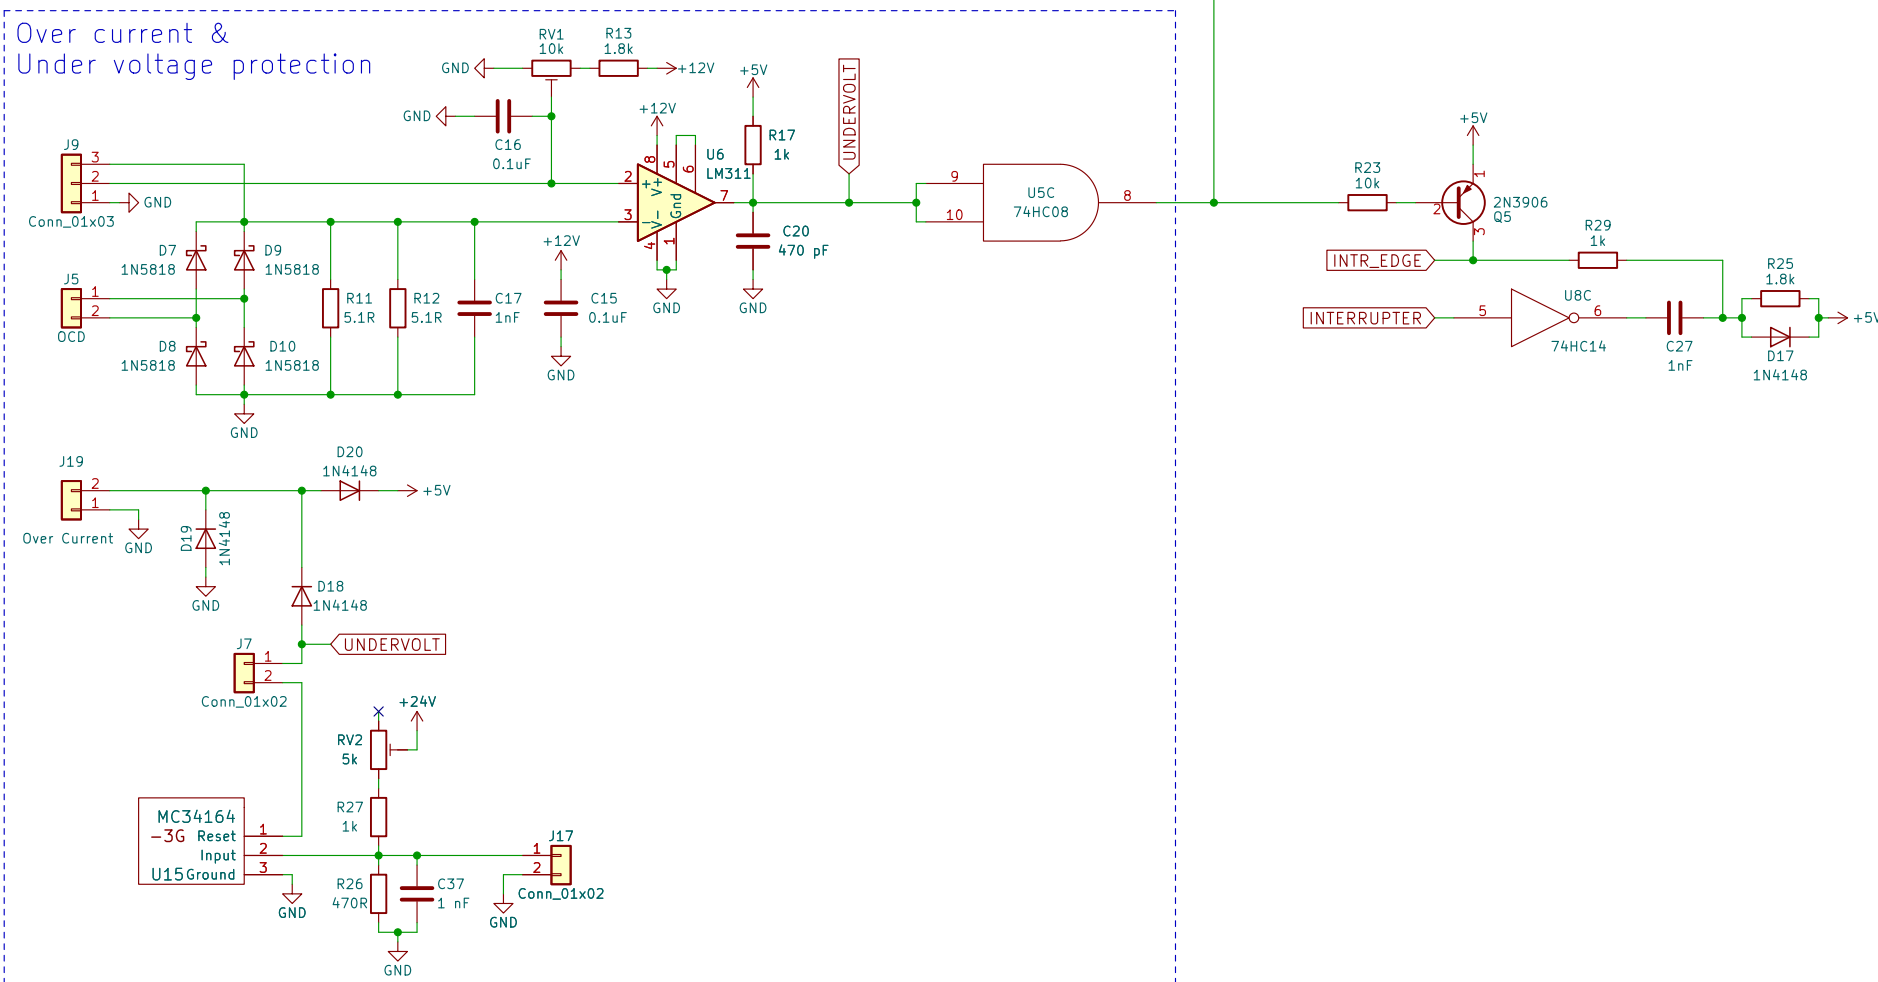 Over current &
Under voltage protection
RV1
10k
R13
1.8k
GND
+12V
+5V
GND
C16
0.1uF
+12V
UNDERVOLT
R17
1k
U6
LM311
8
5
6
V+
Gnd
V-
+
-
2
3
7
4
1
GND
J9
3
2
1
GND
Conn_01x03
D7
1N5818
D9
1N5818
J5
1
2
OCD
D8
1N5818
D10
1N5818
GND
R11
5.1R
R12
5.1R
C17
1nF
+12V
C15
0.1uF
GND
C20
470 pF
GND
9
10
U5C
74HC08
8
R23
10k
+5V
1
2
3
2N3906
Q5
INTR_EDGE
R29
1k
INTERRUPTER
5
U8C
6
74HC14
C27
1nF
R25
1.8k
+5V
D17
1N4148
J19
2
1
Over Current
GND
D19
1N4148
GND
D20
1N4148
+5V
D18
1N4148
UNDERVOLT
J7
1
2
Conn_01x02
+24V
RV2
5k
R27
1k
MC34164
-3G
Reset
Input
U15
Ground
1
2
3
GND
R26
470R
C37
1 nF
GND
J17
1
2
Conn_01x02
GND